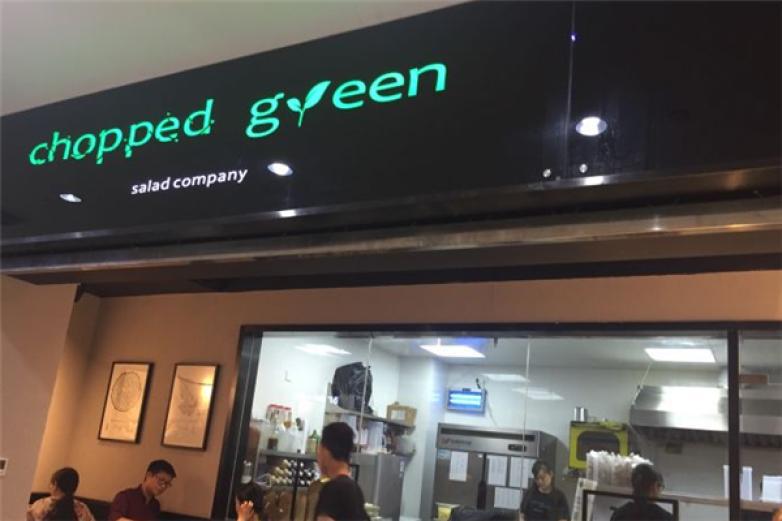 chopped green
salad company